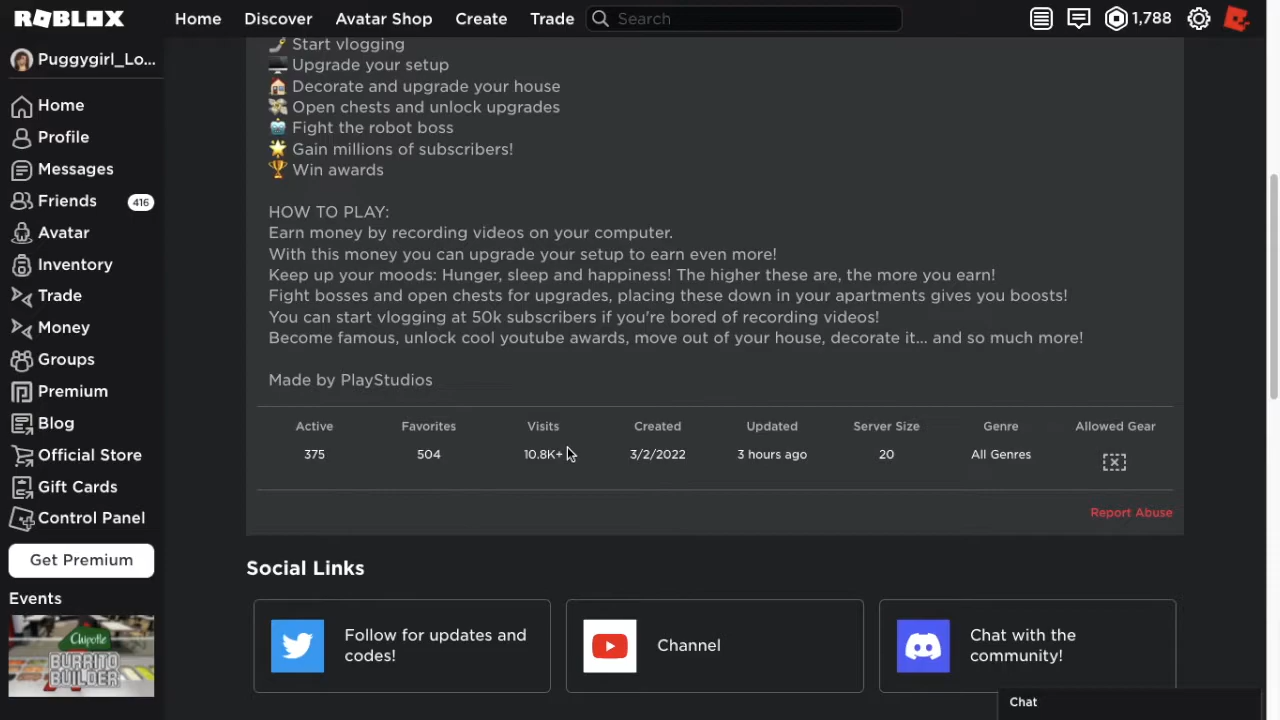 ROBLOX
Home
Discover
Avatar Shop
Create
Trade
Search
1,788
Puggygirl_Lo...
Home
Profile
Messages
Friends
416
Avatar
Inventory
Trade
Money
Groups
Premium
Blog
Official Store
Gift Cards
Control Panel
Get Premium
Events
Chipotle
BURRITO
BUILDER
Start vlogging
Upgrade your setup
Decorate and upgrade your house
Open chests and unlock upgrades
Fight the robot boss
Gain millions of subscribers!
Win awards
HOW TO PLAY:
Earn money by recording videos on your computer.
With this money you can upgrade your setup to earn even more!
Keep up your moods: Hunger, sleep and happiness! The higher these are, the more you earn!
Fight bosses and open chests for upgrades, placing these down in your apartments gives you boosts!
You can start vlogging at 50k subscribers if you're bored of recording videos!
Become famous, unlock cool youtube awards, move out of your house, decorate it... and so much more!
Made by PlayStudios
Active
Favorites
Visits
Created
Updated
Server Size
Genre
Allowed Gear
375
504
10.8K+
3/2/2022
3 hours ago
20
All Genres
Report Abuse
Social Links
Follow for updates and
codes!
Channel
Chat with the
community!
Chat